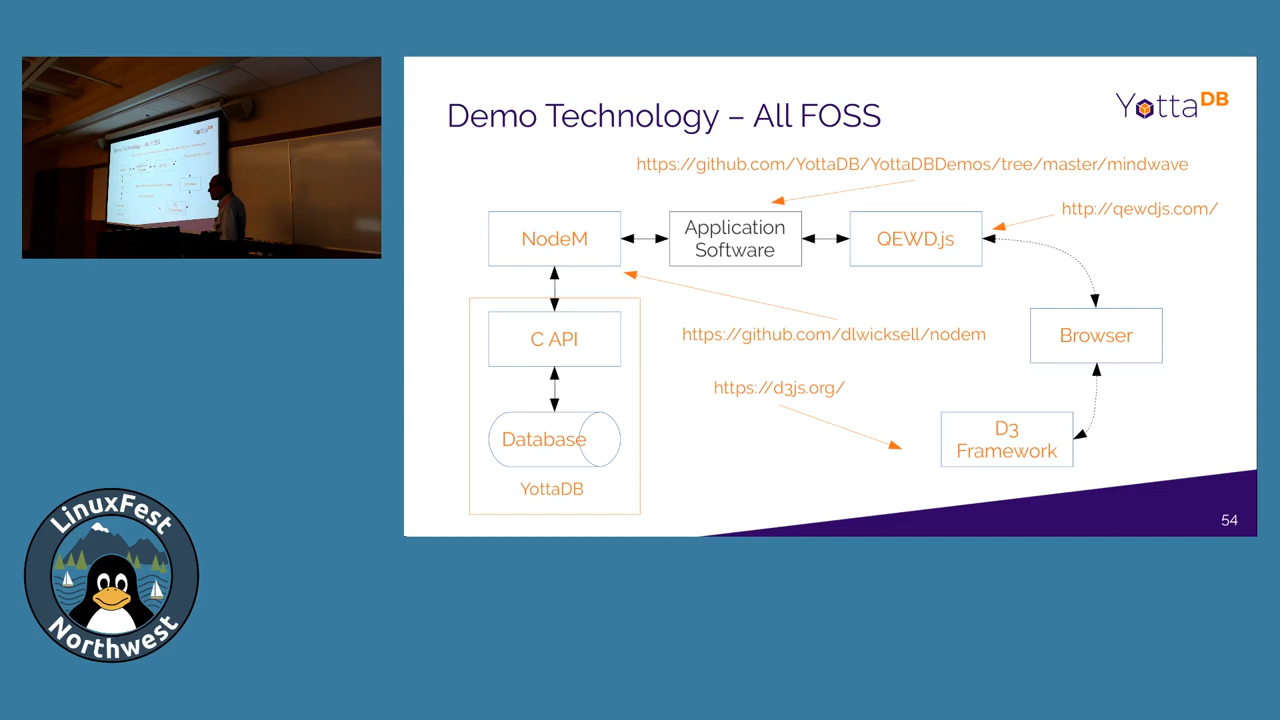 Demo Technology – All FOSS
YottaDB
https://github.com/YottaDB/YottaDBDemos/tree/master/mindwave
http://qewdjs.com/
NodeM
Application
Software
QEWD.js
https://github.com/dlwicksell/nodem
C API
Browser
https://d3js.org/
Database
D3
Framework
YottaDB
54
LinuxFest
Northwest